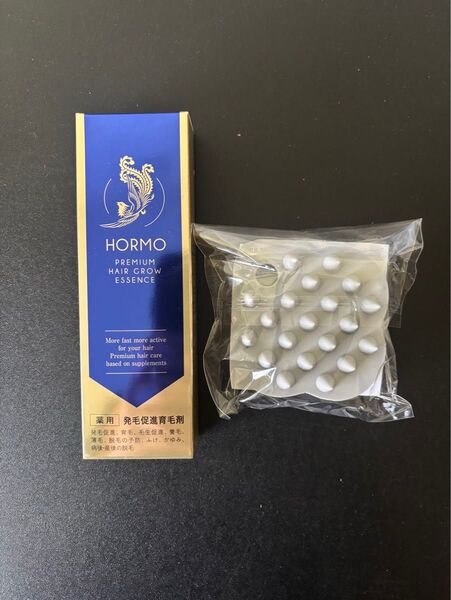 HORMO
PREMIUM
HAIR GROW
ESSENCE
More fast more active
for your hair
Premium hair care
based on supplements
薬用 発毛促進育毛剤
発毛促進、育毛、毛生促進、養毛、
薄毛、脱毛の予防、ふけ、かゆみ、
病後・産後の脱毛